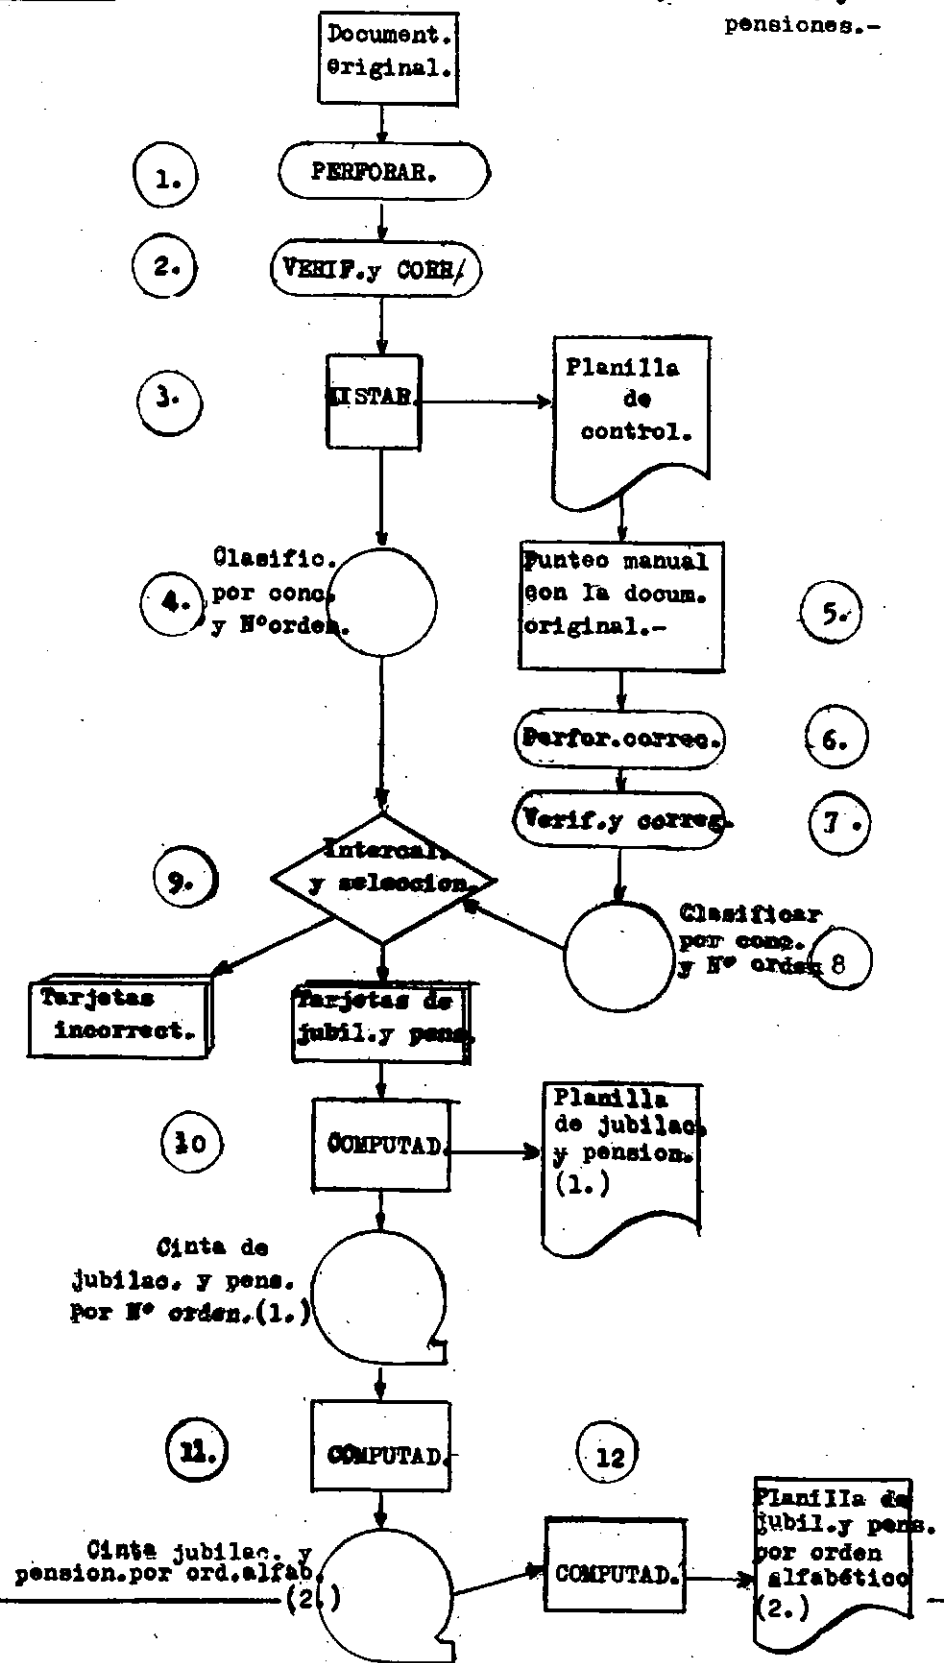 pensiones.-
Document.
original.
1.
PERFORAR.
2.
VERIF.y CORR/
3.
LISTAR.
Planilla
de
control.
4.
Clasific.
por conc.
y Nºorden.
Punteo manual
con la docum.
original.-
5.
Perfor.correc.
6.
Verif.y correg.
7.
9.
Intercal.
y seleccion.
Clasificar
por conc.
y Nº orden
8
Tarjetas
incorrect.
Tarjetas de
jubil.y pens.
10
COMPUTAD.
Planilla
de jubilac.
y pension.
(1.)
Cinta de
jubilac. y pens.
por Nº orden.(1.)
11.
COMPUTAD.
12
Cinta jubilac. y
pension.por ord.alfab.
(2.)
COMPUTAD.
Planilla de
jubil.y pens.
por orden
alfabético
(2.)